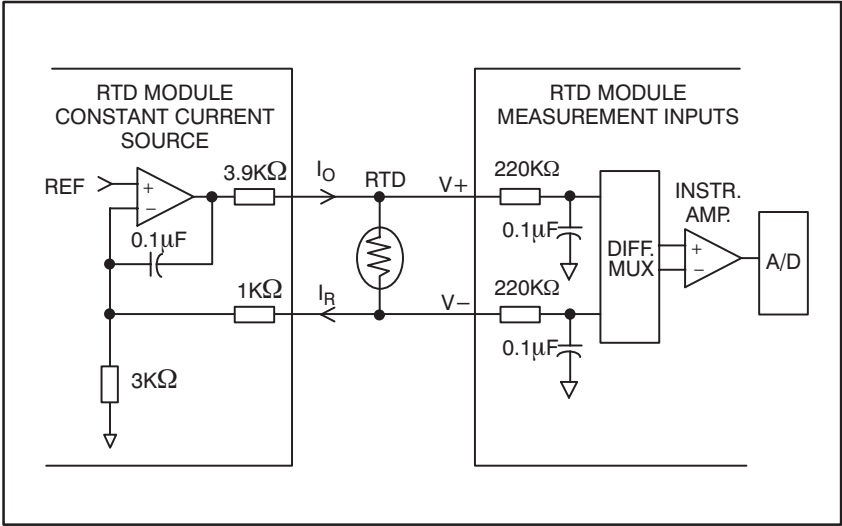 RTD MODULE
CONSTANT CURRENT
SOURCE
REF
+
−
0.1μF
3.9KΩ
IO
1KΩ
IR
3KΩ
RTD
V+
V−
RTD MODULE
MEASUREMENT INPUTS
220KΩ
0.1μF
220KΩ
0.1μF
DIFF.
MUX
INSTR.
AMP.
+
−
A/D